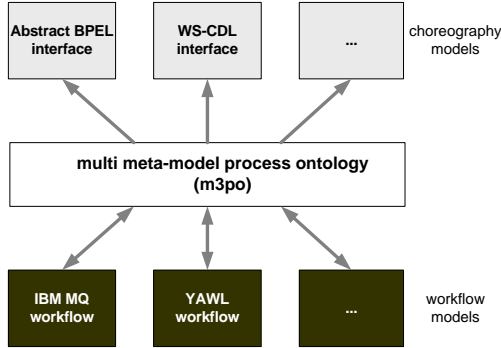 Abstract BPEL
interface
WS-CDL
interface
...
choreography
models
multi meta-model process ontology
(m3po)
IBM MQ
workflow
YAWL
workflow
...
workflow
models